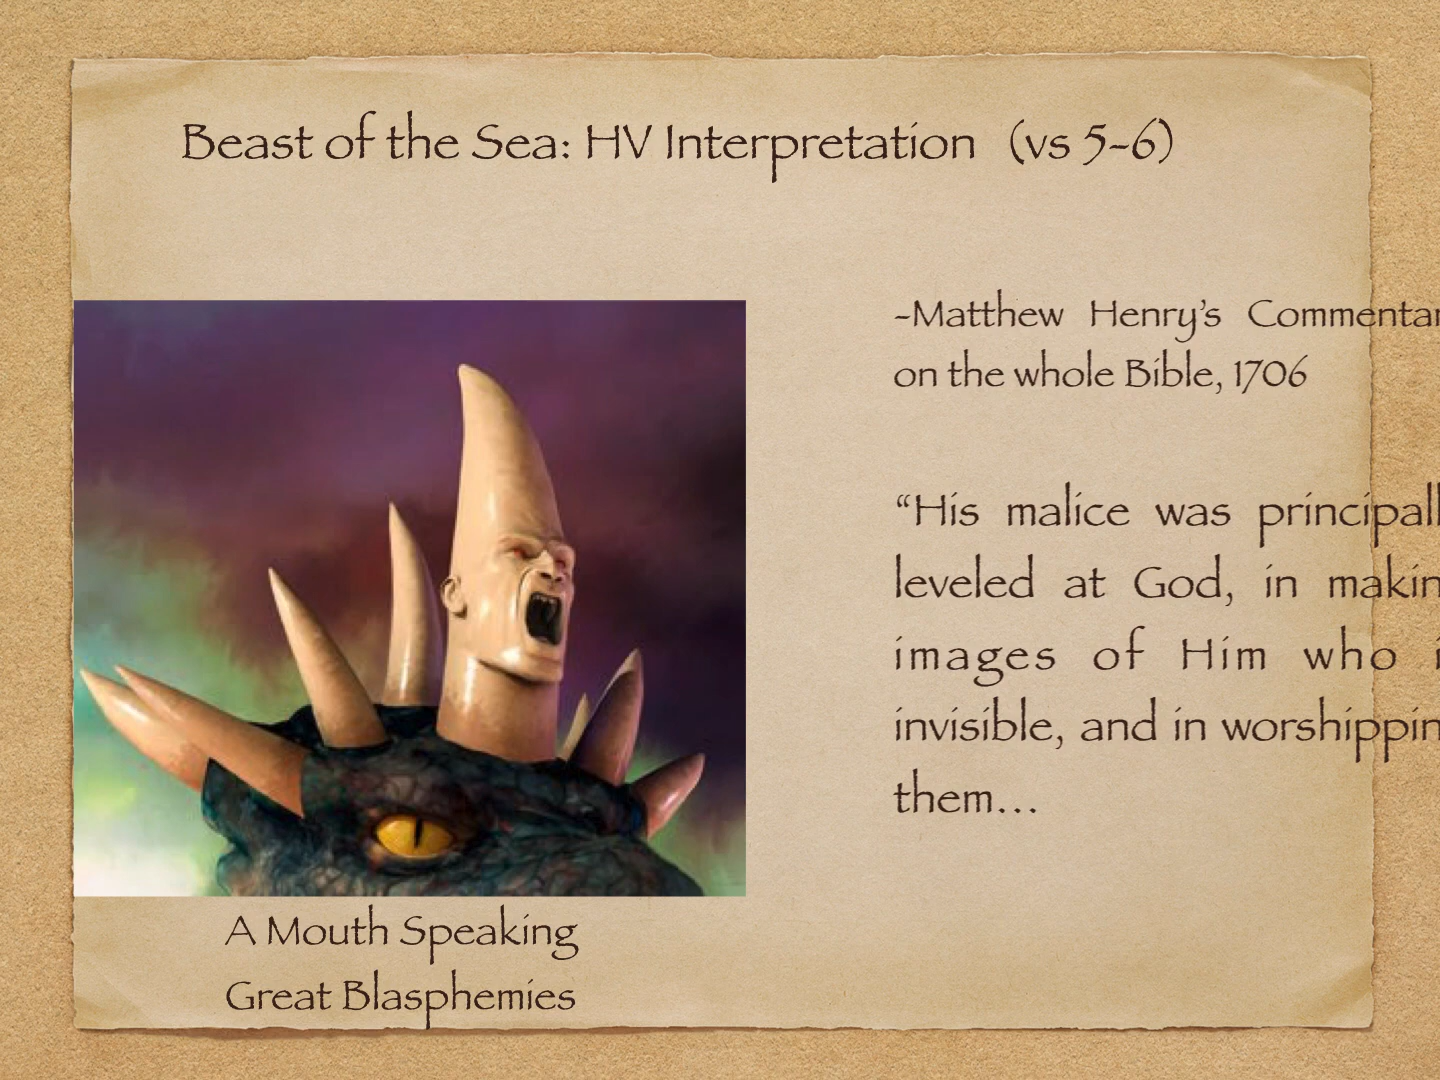 Beast of the Sea: HV Interpretation (vs 5-6)
-Matthew Henry's Commentar
on the whole Bible, 1706
“His malice was principall
leveled at God, in makin
images of Him who i
invisible, and in worshippin
them...
A Mouth Speaking
Great Blasphemies